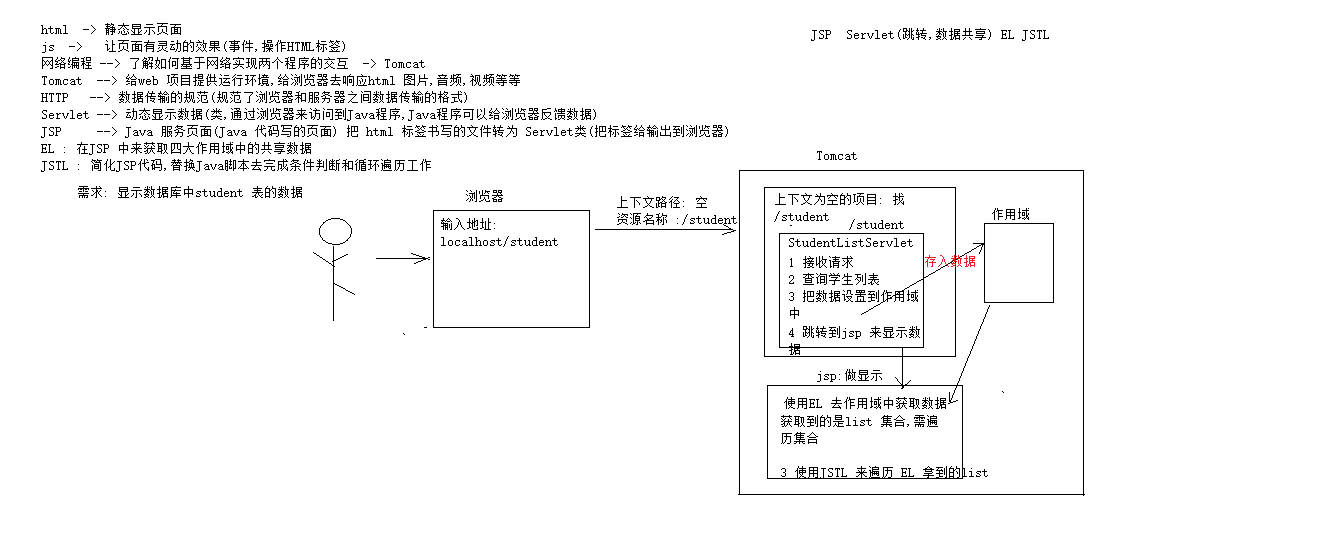 html -> 静态显示页面
JSP Servlet(跳转,数据共享) EL JSTL
js -> 让页面有灵动的效果(事件,操作HTML标签)
网络编程 --> 了解如何基于网络实现两个程序的交互 -> Tomcat
Tomcat --> 给web 项目提供运行环境,给浏览器去响应html 图片,音频,视频等等
HTTP --> 数据传输的规范(规范了浏览器和服务器之间数据传输的格式)
Servlet --> 动态显示数据(类,通过浏览器来访问到Java程序,Java程序可以给浏览器反馈数据)
JSP --> Java 服务页面(Java 代码写的页面) 把 html 标签书写的文件转为 Servlet类(把标签给输出到浏览器)
EL : 在JSP 中来获取四大作用域中的共享数据
JSTL : 简化JSP代码,替换Java脚本去完成条件判断和循环遍历工作
需求: 显示数据库中student 表的数据
浏览器
输入地址:
localhost/student
上下文路径: 空
资源名称 :/student
Tomcat
上下文为空的项目: 找
/student
/student
StudentListServlet
1 接收请求
2 查询学生列表
3 把数据设置到作用域
中
4 跳转到jsp 来显示数
据
存入数据
作用域
jsp:做显示
使用EL 去作用域中获取数据
获取到的是list 集合,需遍
历集合
3 使用JSTL 来遍历 EL 拿到的list